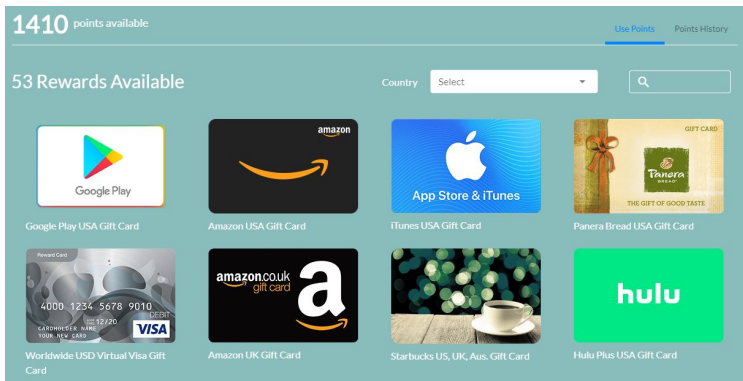 1410 points available
Use Points
Points History
53 Rewards Available
Country
Select
Google Play
amazon
App Store & iTunes
GIFT CARD
Panera
BREAD®
THE GIFT OF GOOD TASTE
Google Play USA Gift Card
Amazon USA Gift Card
iTunes USA Gift Card
Panera Bread USA Gift Card
Reward Card
4000 1234 5678 9010
12/20
DEBIT
CARDHOLDER NAME
YOUR NEW CARD
VISA
amazon.co.uk
gift card
a
hulu
Worldwide USD Virtual Visa Gift
Card
Amazon UK Gift Card
Starbucks US, UK, Aus. Gift Card
Hulu Plus USA Gift Card